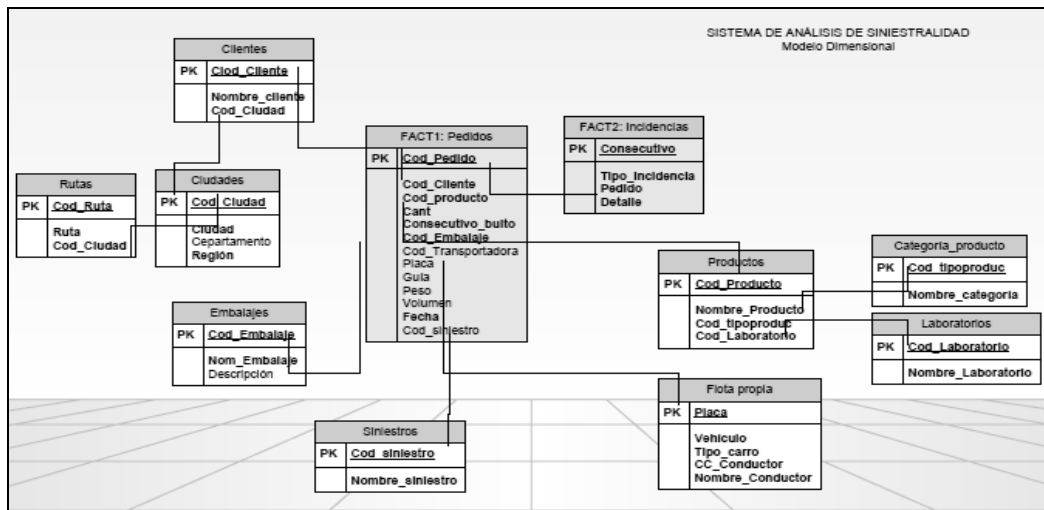 SISTEMA DE ANÁLISIS DE SINIESTRALIDAD
Modelo Dimensional
Clientes
PK Clod_Cliente
Nombre_cliente
Cod_Ciudad
FACT1: Pedidos
PK Cod_Pedido
Cod_Cliente
Cod_producto
Cant
Consecutivo_bulto
Cod_Embalaje
Cod_Transportadora
Placa
Guia
Peso
Volumen
Fecha
Cod_siniestro
FACT2: Incidencias
PK Consecutivo
Tipo_Incidencia
Pedido
Detalle
Rutas
PK Cod_Ruta
Ruta
Cod_Ciudad
Ciudades
PK Cod_Ciudad
Ciudad
Cepartamento
Región
Productos
PK Cod_Producto
Nombre_Producto
Cod_tipoproduc
Cod_Laboratorio
Categoria_producto
PK Cod_tipoproduc
Nombre_categoria
Laboratorios
PK Cod_Laboratorio
Nombre_Laboratorio
Embalajes
PK Cod_Embalaje
Nom_Embalaje
Descripción
Siniestros
PK Cod_siniestro
Nombre_siniestro
Flota propia
PK Placa
Vehiculo
Tipo_carro
CC_Conductor
Nombre_Conductor